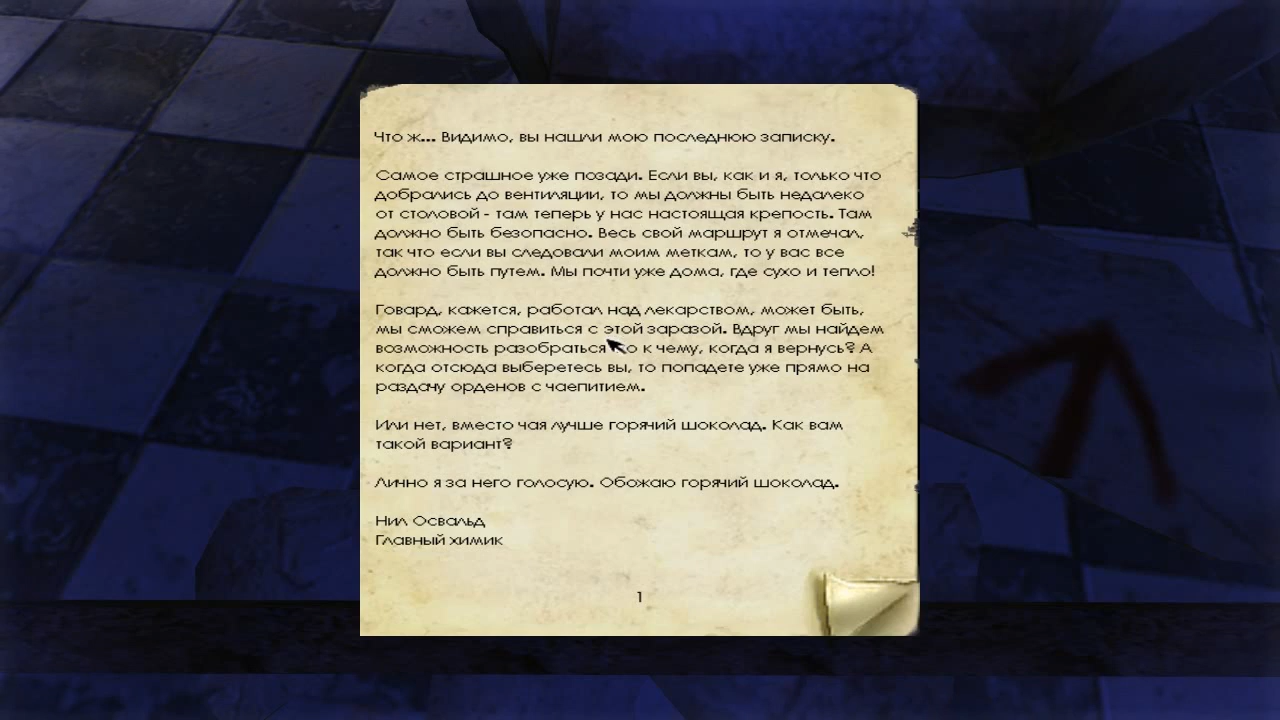 Что ж... Видимо, вы нашли мою последнюю записку.
Самое страшное уже позади. Если вы, как и я, только что
добрались до вентиляции, то мы должны быть недалеко
от столовой - там теперь у нас настоящая крепость. Там
должно быть безопасно. Весь свой маршрут я отмечал,
так что если вы следовали моим меткам, то у вас все
должно быть путем. Мы почти уже дома, где сухо и тепло!
Говард, кажется, работал над лекарством, может быть,
мы сможем справиться с этой заразой. Вдруг мы найдем
возможность разобраться к чему, когда я вернусь? А
когда отсюда выберетесь вы, то попадете уже прямо на
раздачу орденов с чаепитием.
Или нет, вместо чая лучше горячий шоколад. Как вам
такой вариант?
Лично я за него голосую. Обожаю горячий шоколад.
Нил Освальд
Главный химик
1